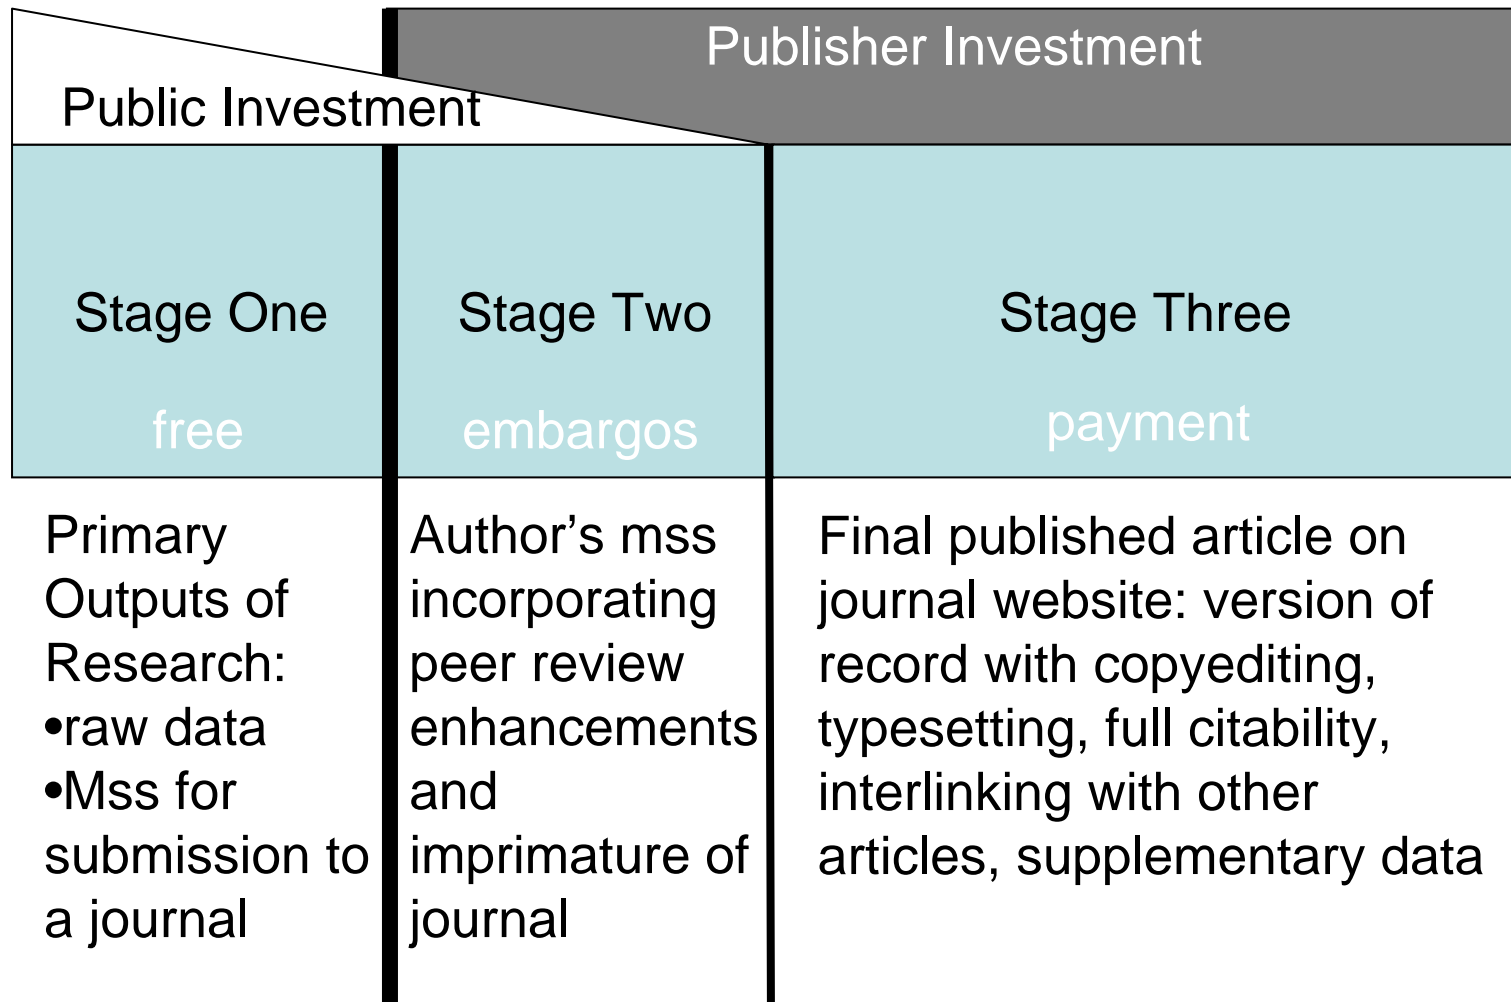 Publisher Investment
Public Investment
Stage One
free
Stage Two
embargos
Stage Three
payment
Primary
Outputs of
Research:
•raw data
•Mss for
submission to
a journal
Author’s mss
incorporating
peer review
enhancements
and
imprimature of
journal
Final published article on
journal website: version of
record with copyediting,
typesetting, full citability,
interlinking with other
articles, supplementary data